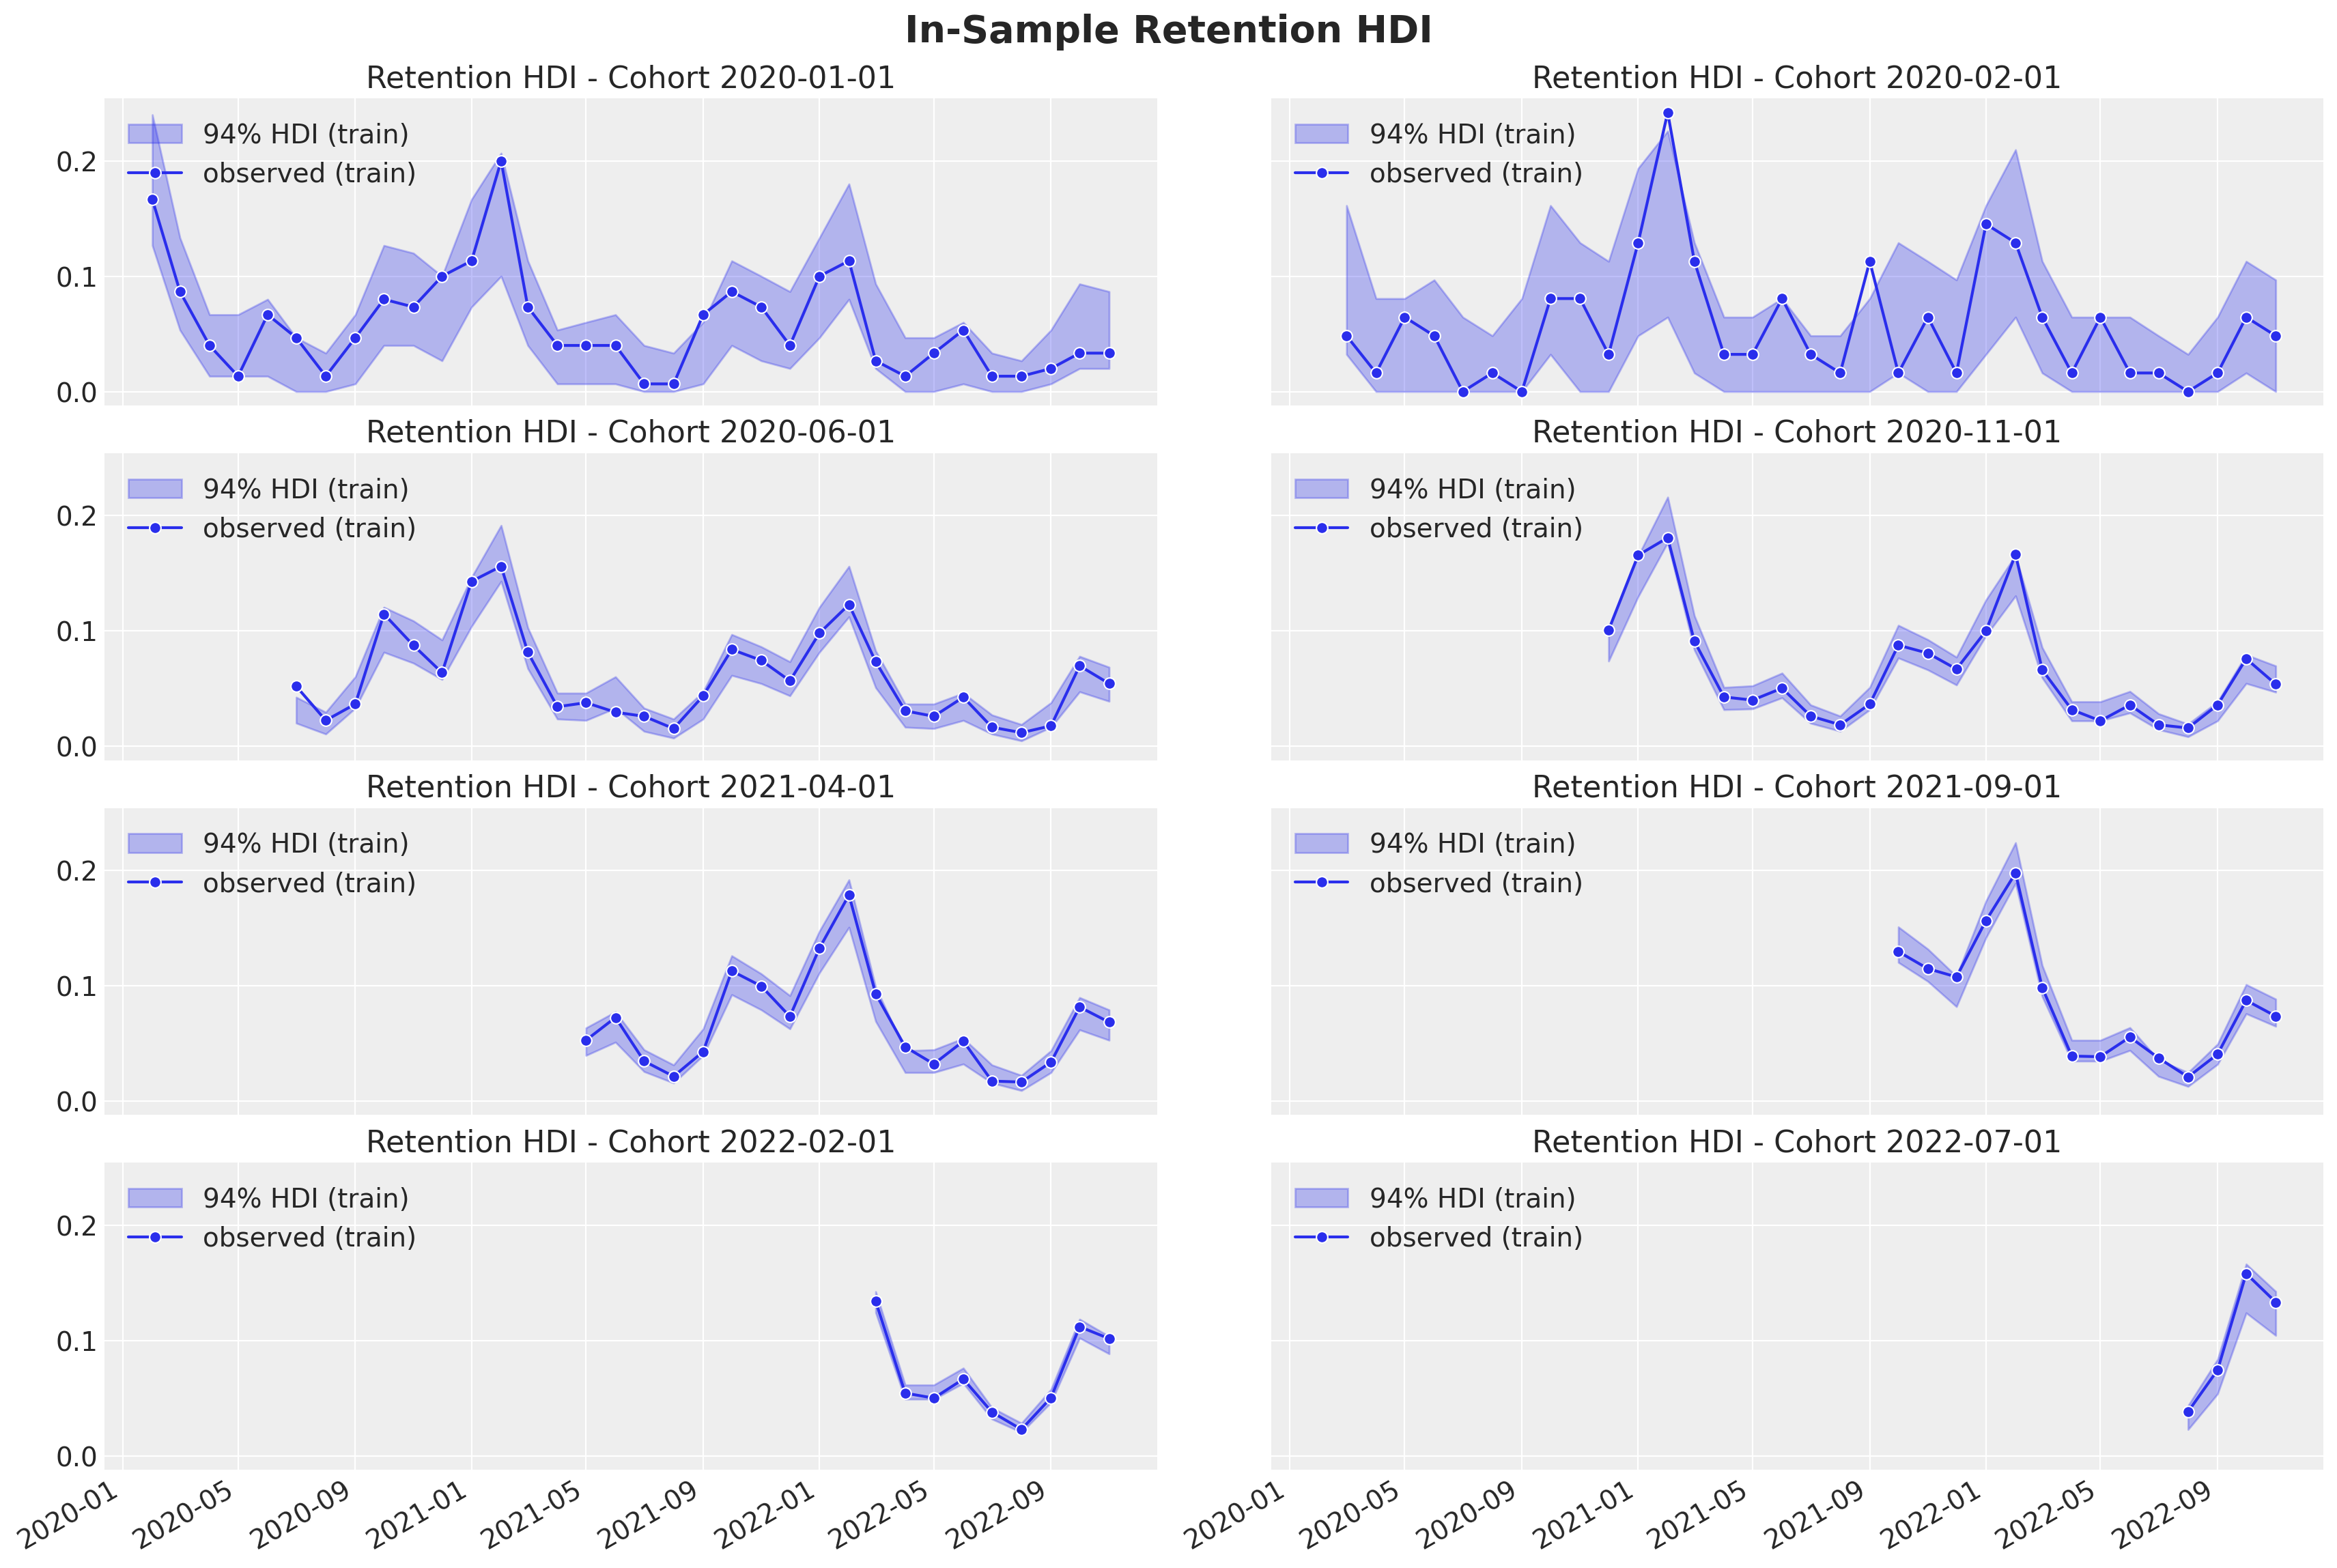 In-Sample Retention HDI
Retention HDI - Cohort 2020-01-01
94% HDI (train)
observed (train)
0.2
0.1
0.0
Retention HDI - Cohort 2020-02-01
94% HDI (train)
observed (train)
Retention HDI - Cohort 2020-06-01
94% HDI (train)
observed (train)
0.2
0.1
0.0
Retention HDI - Cohort 2020-11-01
94% HDI (train)
observed (train)
Retention HDI - Cohort 2021-04-01
94% HDI (train)
observed (train)
0.2
0.1
0.0
Retention HDI - Cohort 2021-09-01
94% HDI (train)
observed (train)
Retention HDI - Cohort 2022-02-01
94% HDI (train)
observed (train)
0.2
0.1
0.0
2020-01
2020-05
2020-09
2021-01
2021-05
2021-09
2022-01
2022-05
2022-09
Retention HDI - Cohort 2022-07-01
94% HDI (train)
observed (train)
2020-01
2020-05
2020-09
2021-01
2021-05
2021-09
2022-01
2022-05
2022-09